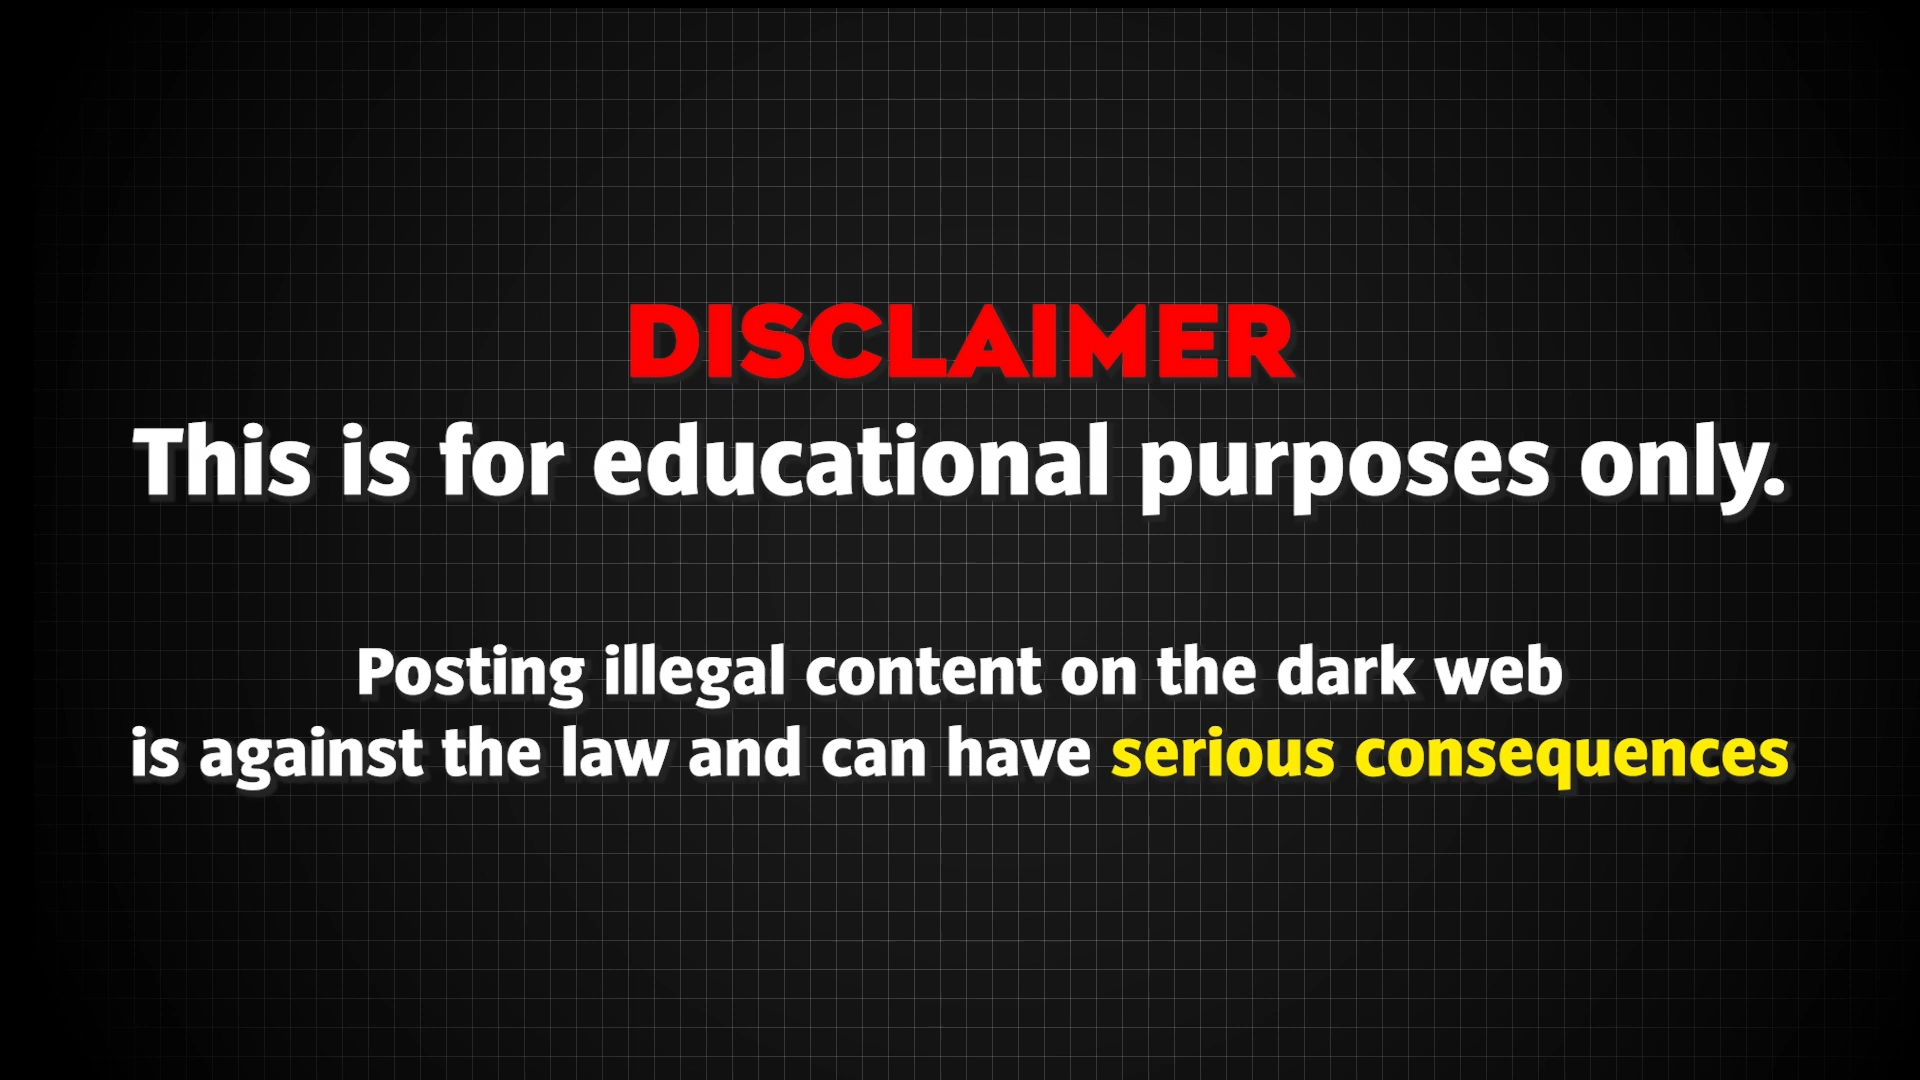 DISCLAIMER
This is for educational purposes only.
Posting illegal content on the dark web
is against the law and can have serious consequences